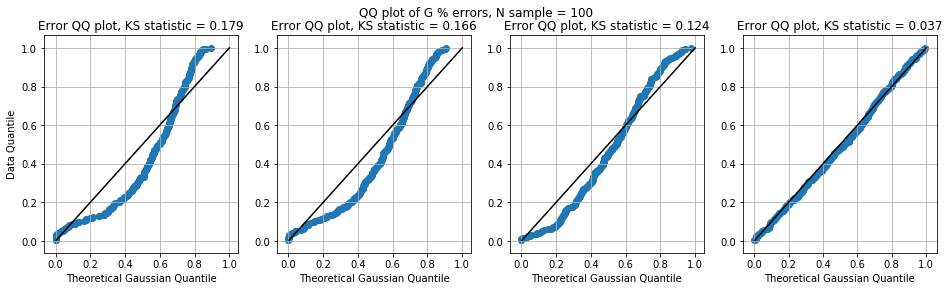 QQ plot of G % errors, N sample = 100
Error QQ plot, KS statistic = 0.179
Error QQ plot, KS statistic = 0.166
Error QQ plot, KS statistic = 0.124
Error QQ plot, KS statistic = 0.037
Data Quantile
1.0
0.8
0.6
0.4
0.2
0.0
0.0 0.2 0.4 0.6 0.8 1.0
Theoretical Gaussian Quantile
1.0
0.8
0.6
0.4
0.2
0.0
0.0 0.2 0.4 0.6 0.8 1.0
Theoretical Gaussian Quantile
1.0
0.8
0.6
0.4
0.2
0.0
0.0 0.2 0.4 0.6 0.8 1.0
Theoretical Gaussian Quantile
1.0
0.8
0.6
0.4
0.2
0.0
0.0 0.2 0.4 0.6 0.8 1.0
Theoretical Gaussian Quantile